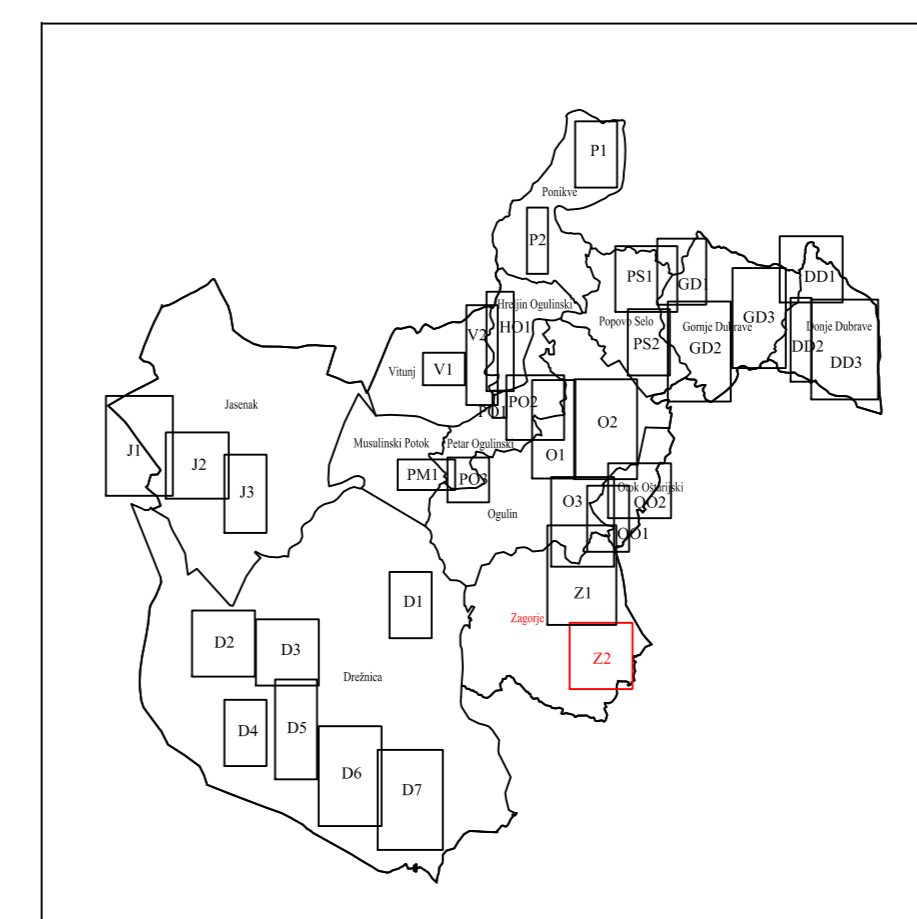 P1
Ponikve
P2
PS1
GD1
DD1
Hreljin Ogulinski
HO1
V2
Popovo Selo
PS2
Gornje Dubrave
GD2
GD3
Donje Dubrave
DD2
DD3
Vitunj
V1
Jasenak
PO1
PO2
O2
J1
J2
J3
Musulinski Potok
Petar Ogulinski
PM1
PO3
O1
Ogulin
O3
Otok Oštarijski
OO2
OO1
D1
Z1
Zagorje
Z2
D2
D3
Drežnica
D4
D5
D6
D7